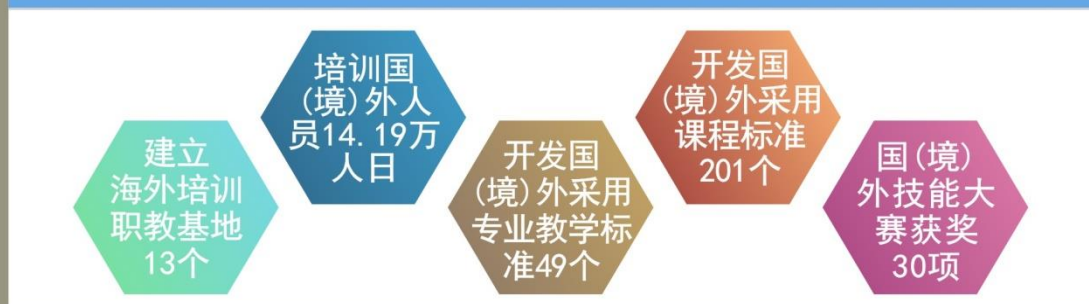 建立
海外培训
职教基地
13个
培训国
(境)外人
员14.19万
人日
开发国
(境)外采用
专业教学标
准49个
开发国
(境)外采用
课程标准
201个
国(境)
外技能大
赛获奖
30项